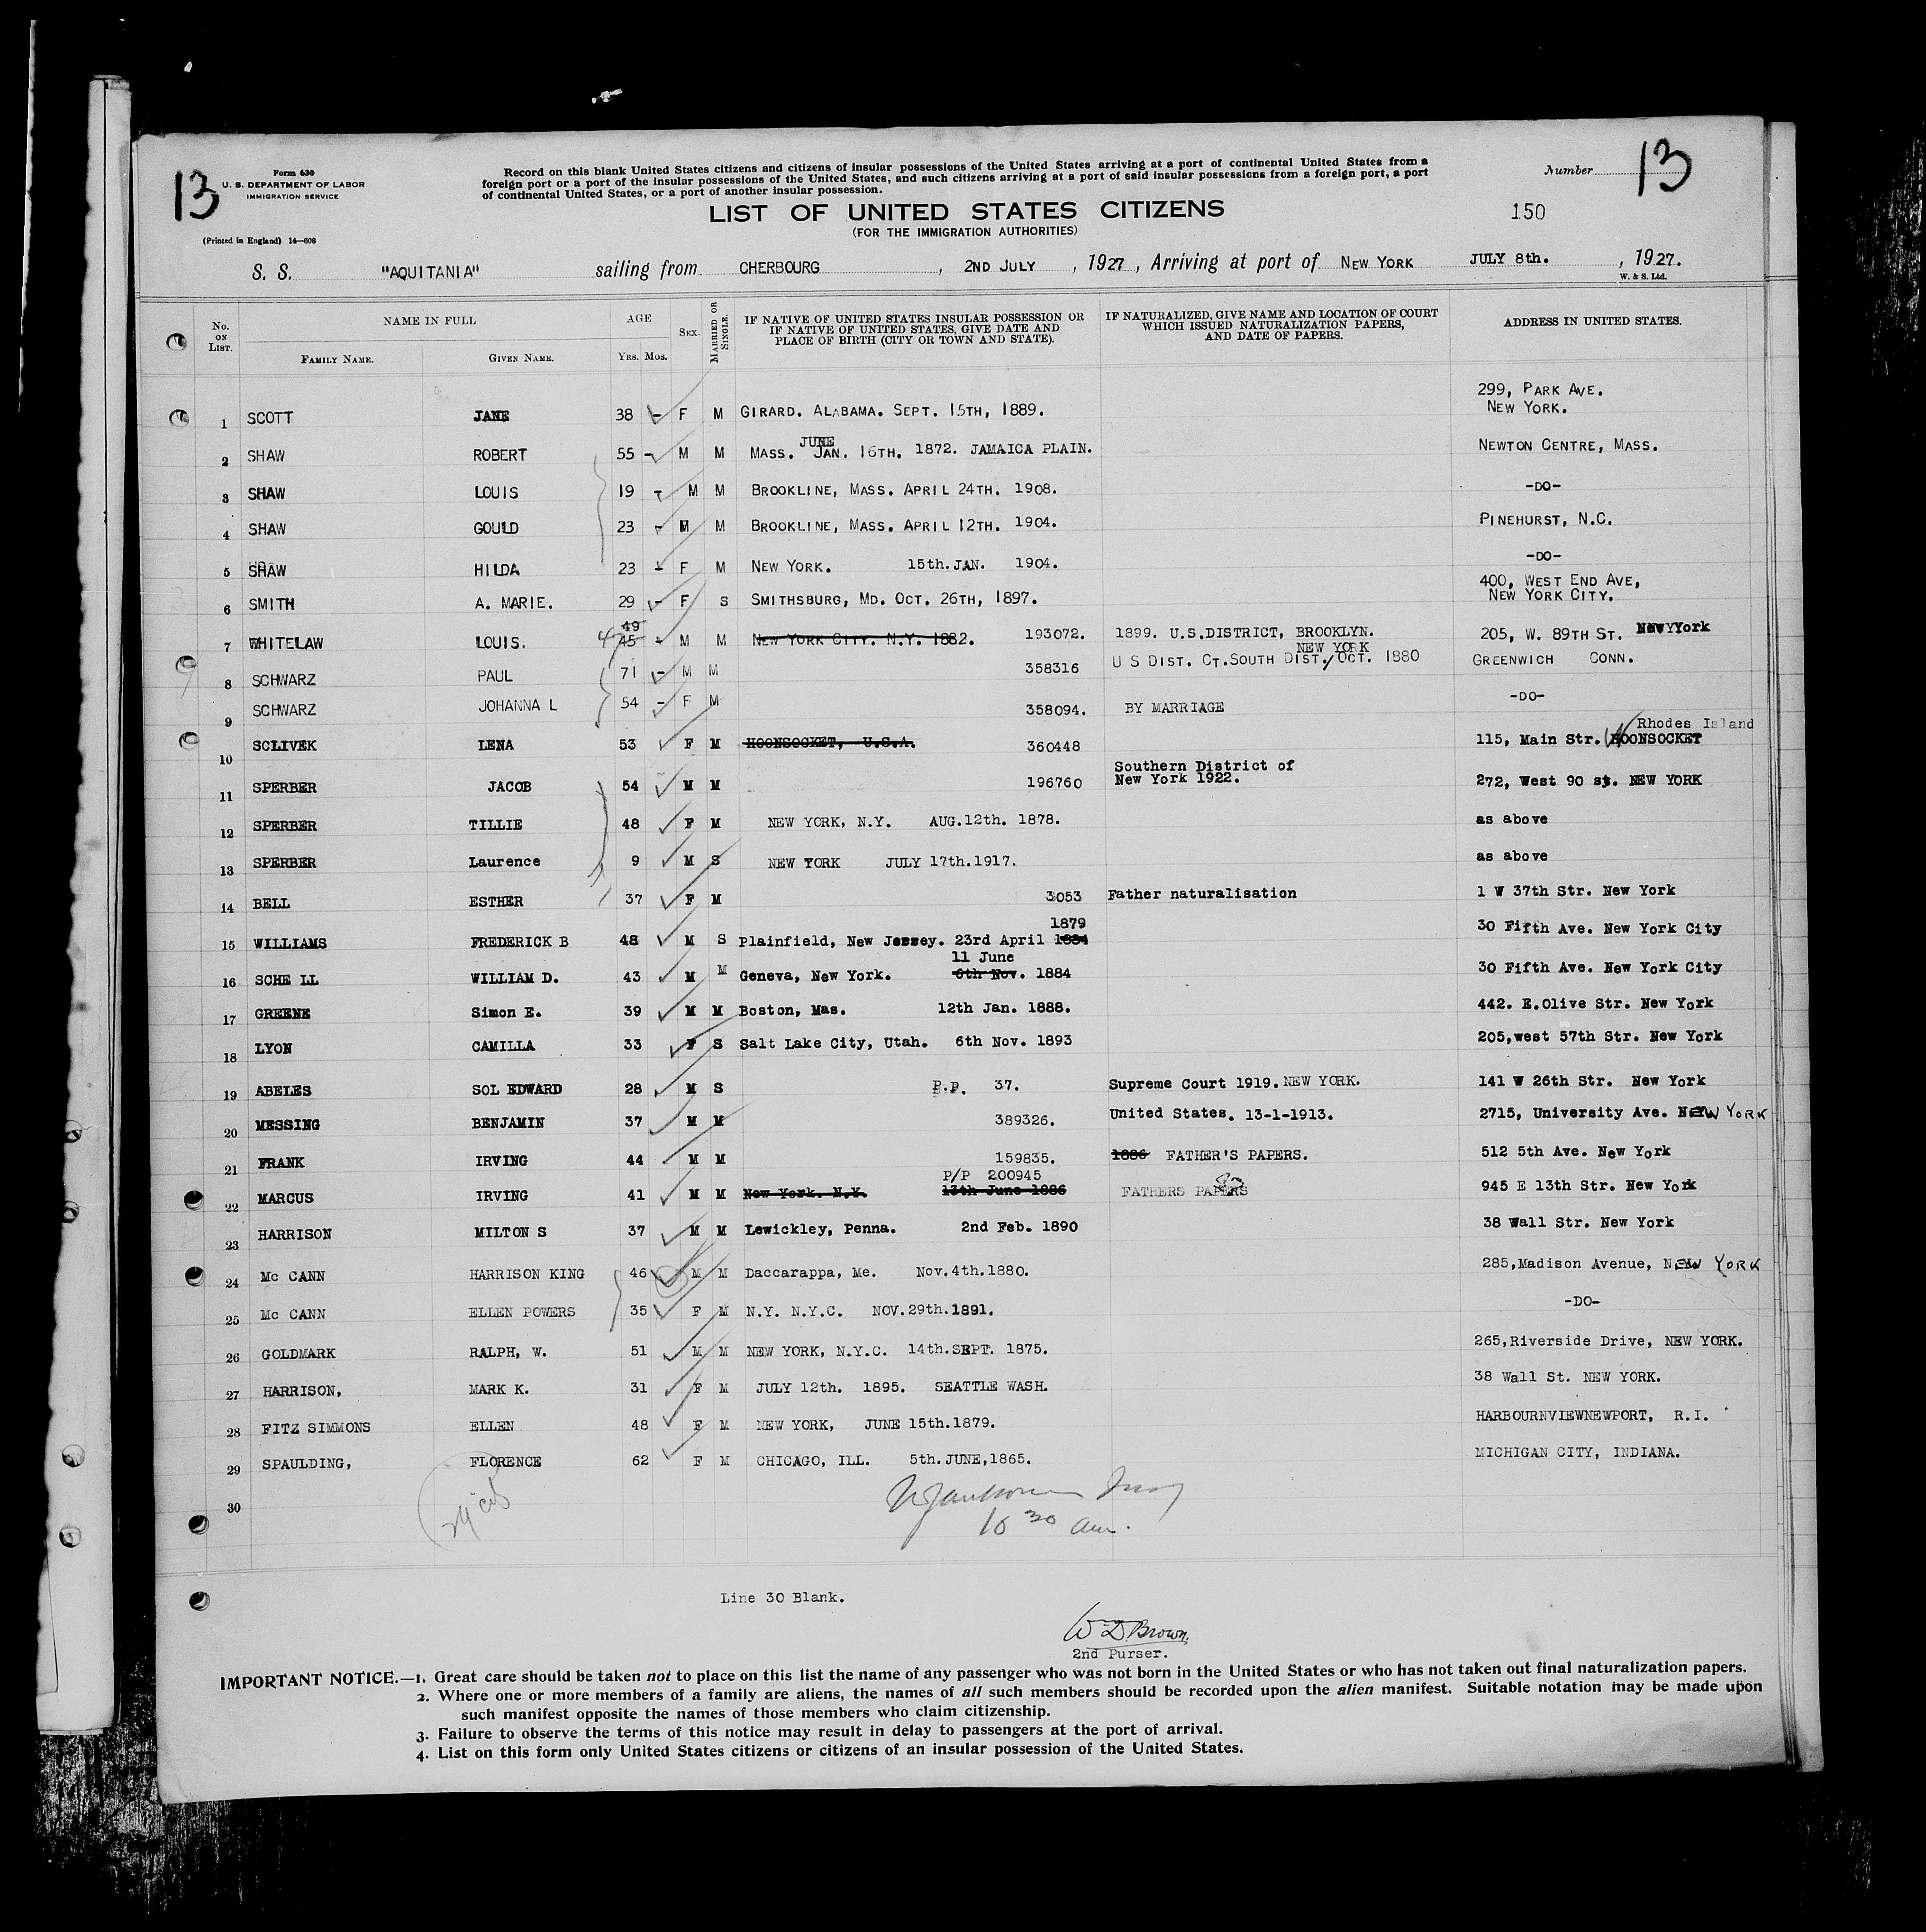 13
Form 630
U. S. DEPARTMENT OF LABOR
IMMIGRATION SERVICE
(Printed in England) 14—608
Record on this blank United States citizens and citizens of insular possessions of the United States arriving at a port of continental United States from a
foreign port or a port of the insular possessions of the United States, and such citizens arriving at a port of said insular possessions from a foreign port, a port
of continental United States, or a port of another insular possession.
Number 13
LIST OF UNITED STATES CITIZENS
(FOR THE IMMIGRATION AUTHORITIES)
150
S. S. "AQUITANIA" sailing from CHERBOURG, 2ND JULY, 1927, Arriving at port of NEW YORK JULY 8th., 1927.
W. & S. Ltd.
No. ON LIST.
NAME IN FULL
FAMILY NAME. GIVEN NAME.
AGE
YRS. MOS.
SEX.
MARRIED OR SINGLE.
IF NATIVE OF UNITED STATES INSULAR POSSESSION OR
IF NATIVE OF UNITED STATES, GIVE DATE AND
PLACE OF BIRTH (CITY OR TOWN AND STATE).
IF NATURALIZED, GIVE NAME AND LOCATION OF COURT
WHICH ISSUED NATURALIZATION PAPERS,
AND DATE OF PAPERS.
ADDRESS IN UNITED STATES.
1 SCOTT JANE 38 - F M GIRARD. ALABAMA. SEPT. 15TH, 1889. 299, PARK AVE.
NEW YORK.
JUNE
2 SHAW ROBERT 55 - M M MASS. JAN. 16TH. 1872. JAMAICA PLAIN. NEWTON CENTRE, MASS.
3 SHAW LOUIS 19 - M M BROOKLINE, MASS. APRIL 24TH. 1908. -DO-
4 SHAW GOULD 23 - M M BROOKLINE, MASS. APRIL 12TH. 1904. PINEHURST, N.C.
5 SHAW HILDA 23 - F M NEW YORK. 15th. JAN. 1904. -DO-
6 SMITH A. MARIE. 29 - F S SMITHSBURG, MD. OCT. 26TH, 1897. 400, WEST END AVE,
NEW YORK CITY.
49
7 WHITELAW LOUIS. 45 - M M NEW YORK CITY. N.Y. 1882. 193072. 1899. U.S.DISTRICT, BROOKLYN. 205, W. 89TH ST. New York
NEW YORK
8 SCHWARZ PAUL 71 - M M 358316 U S DIST. CT.SOUTH DIST./OCT. 1880 GREENWICH CONN.
9 SCHWARZ JOHANNA L 54 - F M 358094. BY MARRIAGE -DO-
Rhodes Island
10 SCLIVEK LENA 53 F M HOONSOCKET, U.S.A. 360448 115, Main Str. WOONSOCKET
11 SPERBER JACOB 54 M M 196760 Southern District of
New York 1922. 272, West 90 st. NEW YORK
12 SPERBER TILLIE 48 F M NEW YORK, N.Y. AUG.12th. 1878. as above
13 SPERBER Laurence 9 M S NEW YORK JULY 17th.1917. as above
14 BELL ESTHER 37 F M 3053 Father naturalisation 1 W 37th Str. New York
1879
15 WILLIAMS FREDERICK B 48 M S Plainfield, New Jersey. 23rd April 1884 30 Fifth Ave. New York City
11 June
16 SCHE LL WILLIAM D. 43 M M Geneva, New York. 6th Nov. 1884 30 Fifth Ave. New York City
17 GREENE Simon E. 39 M M Boston, Mas. 12th Jan. 1888. 442. E.Olive Str. New York
18 LYON CAMILLA 33 F S Salt Lake City, Utah. 6th Nov. 1893 205,west 57th Str. New York
19 ABELES SOL EDWARD 28 M S P.P. 37. Supreme Court 1919. NEW YORK. 141 W 26th Str. New York
20 MESSING BENJAMIN 37 M M 389326. United States. 13-1-1913. 2715, University Ave. NEW YORK
21 FRANK IRVING 44 M M 159835. 1886 FATHER'S PAPERS. 512 5th Ave. New York
P/P 200945
22 MARCUS IRVING 41 M M New York. N.Y. 13th June 1886 FATHERS PAPERS 945 E 13th Str. New York
23 HARRISON MILTON S 37 M M Lewickley, Penna. 2nd Feb. 1890 38 Wall Str. New York
24 Mc CANN HARRISON KING 46 M M Daccarappa, Me. Nov.4th.1880. 285,Madison Avenue, NEW YORK
25 Mc CANN ELLEN POWERS 35 F M N.Y. N.Y.C. NOV.29th.1891. -DO-
26 GOLDMARK RALPH, W. 51 M M NEW YORK, N.Y.C. 14th.SEPT. 1875. 265,Riverside Drive, NEW YORK.
27 HARRISON, MARK K. 31 F M JULY 12th. 1895. SEATTLE WASH. 38 Wall St. NEW YORK.
28 FITZ SIMMONS ELLEN 48 F M NEW YORK, JUNE 15th.1879. HARBOURNVIEWNEWPORT, R.I.
29 SPAULDING, FLORENCE 62 F M CHICAGO, ILL. 5th.JUNE,1865. MICHIGAN CITY, INDIANA.
30
10 30 am.
Line 30 Blank.
W D Brown.
2nd Purser.
IMPORTANT NOTICE.—1. Great care should be taken not to place on this list the name of any passenger who was not born in the United States or who has not taken out final naturalization papers.
2. Where one or more members of a family are aliens, the names of all such members should be recorded upon the alien manifest. Suitable notation may be made upon
such manifest opposite the names of those members who claim citizenship.
3. Failure to observe the terms of this notice may result in delay to passengers at the port of arrival.
4. List on this form only United States citizens or citizens of an insular possession of the United States.